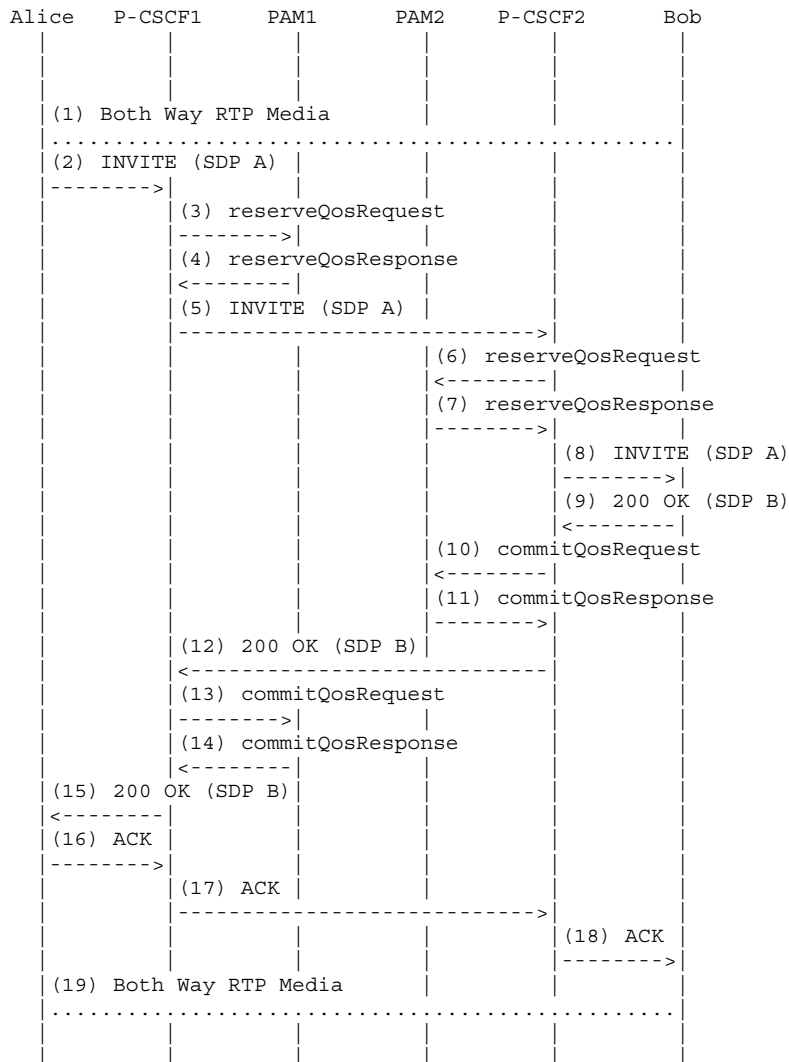 Alice P-CSCF1 PAM1 PAM2 P-CSCF2 Bob
(1) Both Way RTP Media
(2) INVITE (SDP A)
(3) reserveQosRequest
(4) reserveQosResponse
(5) INVITE (SDP A)
(6) reserveQosRequest
(7) reserveQosResponse
(8) INVITE (SDP A)
(9) 200 OK (SDP B)
(10) commitQosRequest
(11) commitQosResponse
(12) 200 OK (SDP B)
(13) commitQosRequest
(14) commitQosResponse
(15) 200 OK (SDP B)
(16) ACK
(17) ACK
(18) ACK
(19) Both Way RTP Media